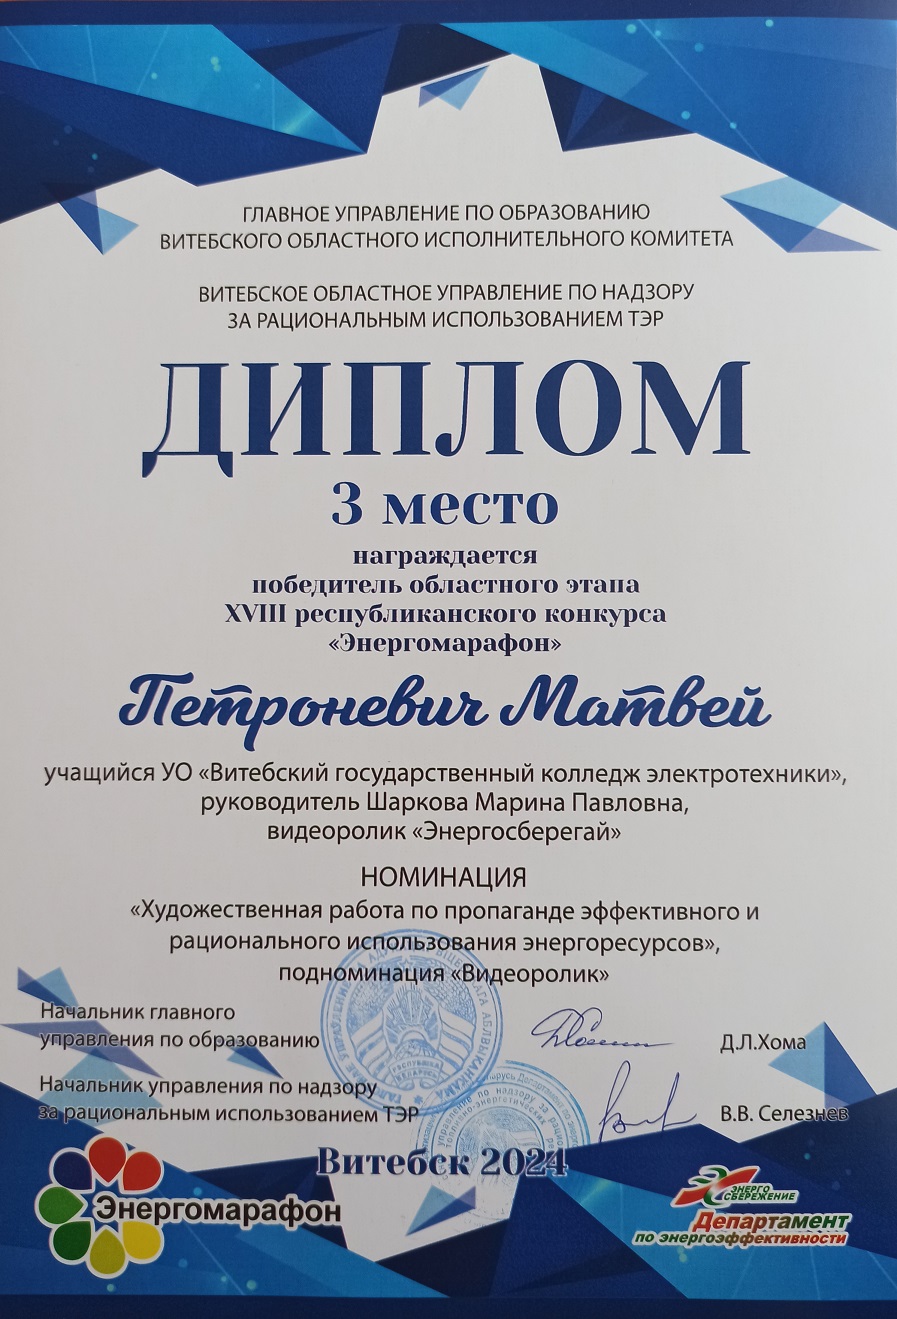 ГЛАВНОЕ УПРАВЛЕНИЕ ПО ОБРАЗОВАНИЮ
ВИТЕБСКОГО ОБЛАСТНОГО ИСПОЛНИТЕЛЬНОГО КОМИТЕТА
ВИТЕБСКОЕ ОБЛАСТНОЕ УПРАВЛЕНИЕ ПО НАДЗОРУ
ЗА РАЦИОНАЛЬНЫМ ИСПОЛЬЗОВАНИЕМ ТЭР
ДИПЛОМ
3 место
награждается
победитель областного этапа
XVIII республиканского конкурса
«Энергомарафон»
Петроневич Матвей
учащийся УО «Витебский государственный колледж электротехники»,
руководитель Шаркова Марина Павловна,
видеоролик «Энергосберегай»
НОМИНАЦИЯ
«Художественная работа по пропаганде эффективного и
рационального использования энергоресурсов»,
подноминация «Видеоролик»
Начальник главного
управления по образованию
Д.Л.Хома
Начальник управления по надзору
за рациональным использованием ТЭР
В.В. Селезнев
Витебск 2024
Энергомарафон
ЭНЕРГО
СБЕРЕЖЕНИЕ
Департамент
по энергоэффективности